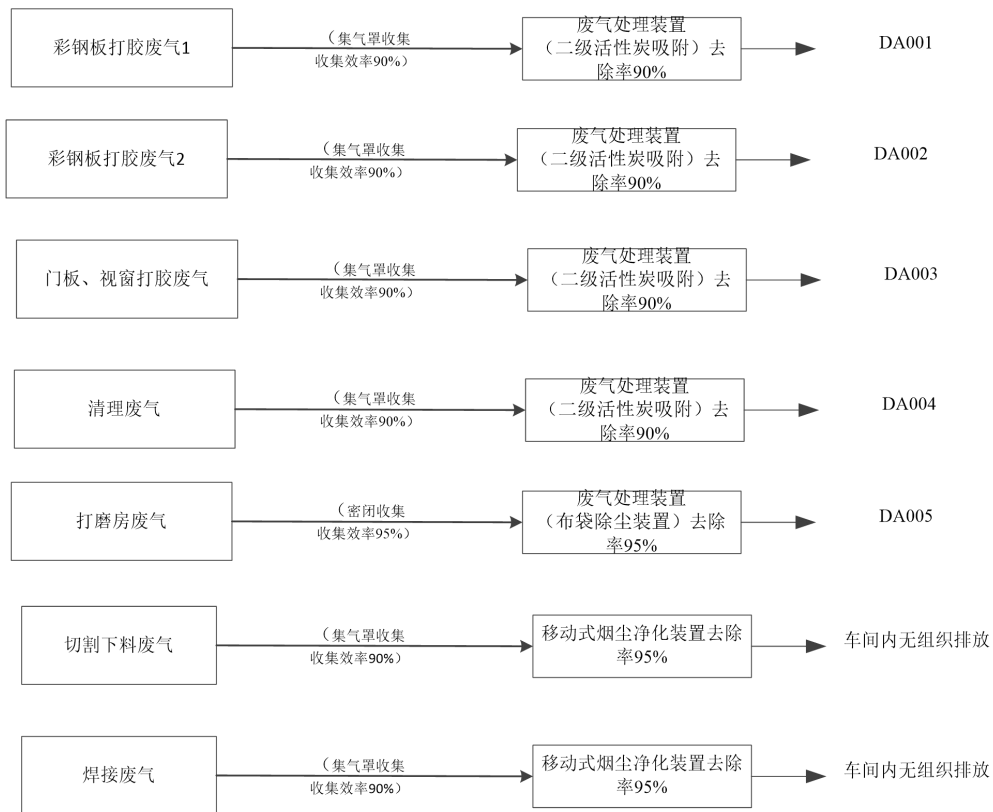 彩钢板打胶废气1
（集气罩收集
收集效率90%）
废气处理装置
（二级活性炭吸附）去
除率90%
DA001
彩钢板打胶废气2
（集气罩收集
收集效率90%）
废气处理装置
（二级活性炭吸附）去
除率90%
DA002
门板、视窗打胶废气
（集气罩收集
收集效率90%）
废气处理装置
（二级活性炭吸附）去
除率90%
DA003
清理废气
（集气罩收集
收集效率90%）
废气处理装置
（二级活性炭吸附）去
除率90%
DA004
打磨房废气
（密闭收集
收集效率95%）
废气处理装置
（布袋除尘装置）去除
率95%
DA005
切割下料废气
（集气罩收集
收集效率90%）
移动式烟尘净化装置去除
率95%
车间内无组织排放
焊接废气
（集气罩收集
收集效率90%）
移动式烟尘净化装置去除
率95%
车间内无组织排放